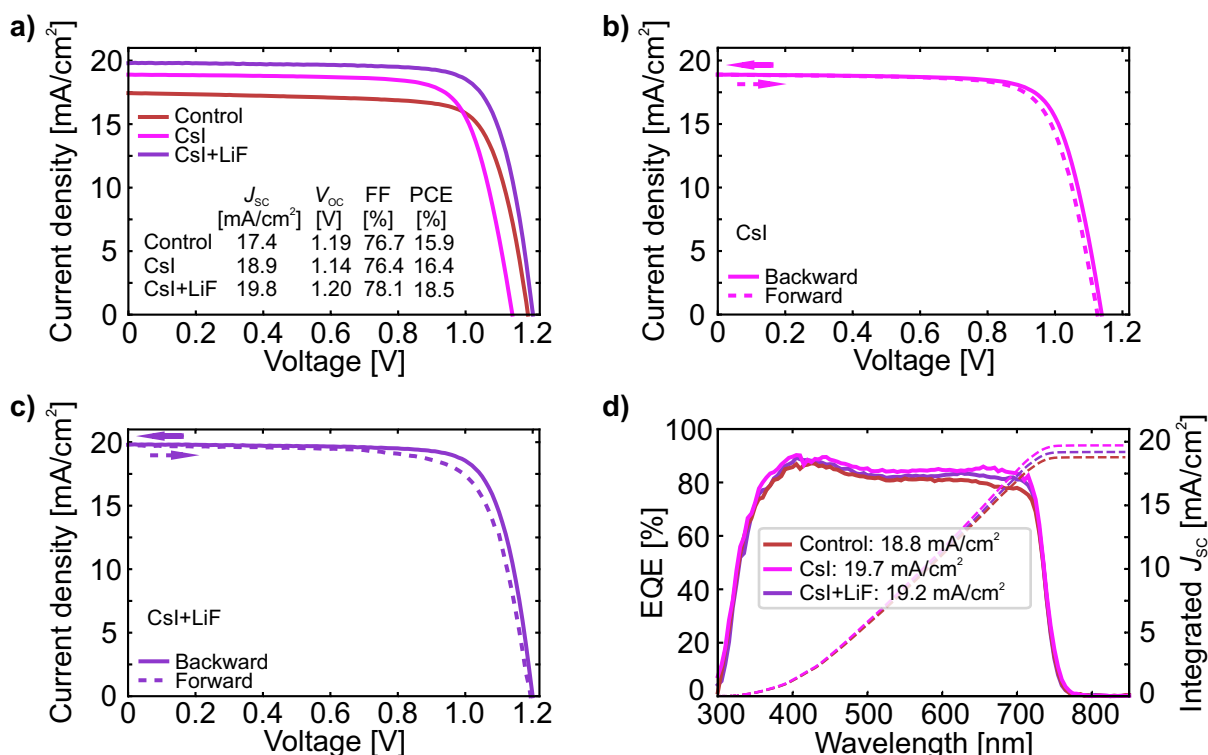 a)
Current density [mA/cm²]
20
15
10
5
0
Control
CsI
CsI+LiF
J_SC V_OC FF PCE
[mA/cm²] [V] [%] [%]
Control 17.4 1.19 76.7 15.9
CsI 18.9 1.14 76.4 16.4
CsI+LiF 19.8 1.20 78.1 18.5
0 0.2 0.4 0.6 0.8 1.0 1.2
Voltage [V]
b)
Current density [mA/cm²]
20
15
10
5
0
CsI
Backward
Forward
0 0.2 0.4 0.6 0.8 1.0 1.2
Voltage [V]
c)
Current density [mA/cm²]
20
15
10
5
0
CsI+LiF
Backward
Forward
0 0.2 0.4 0.6 0.8 1.0 1.2
Voltage [V]
d)
EQE [%]
100
80
60
40
20
0
Control: 18.8 mA/cm²
CsI: 19.7 mA/cm²
CsI+LiF: 19.2 mA/cm²
20
15
10
5
0
Integrated J_SC [mA/cm²]
300 400 500 600 700 800
Wavelength [nm]